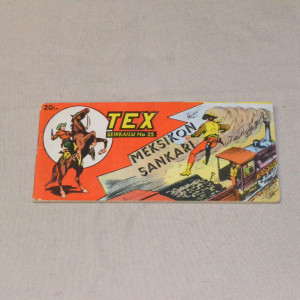 20:-
TEX
SEIKKAILU No 25
MEKSIKON
SANKARI